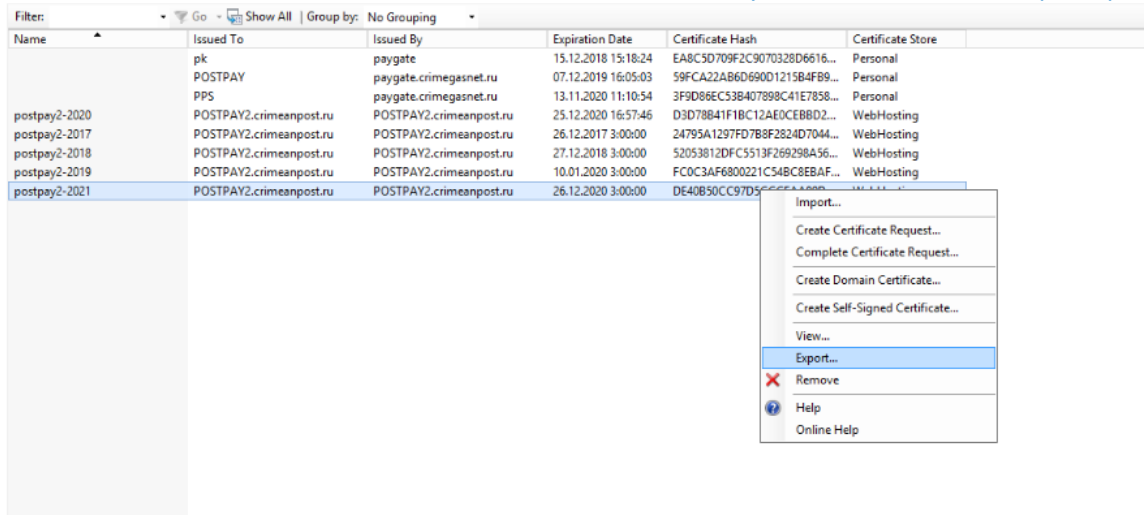 Filter: Go Show All | Group by: No Grouping
Name Issued To Issued By Expiration Date Certificate Hash Certificate Store
pk paygate 15.12.2018 15:18:24 EA8C5D709F2C9070328D6616... Personal
POSTPAY paygate.crimegasnet.ru 07.12.2019 16:05:03 59FCA22AB6D690D1215B4FB9... Personal
PPS paygate.crimegasnet.ru 13.11.2020 11:10:54 3F9D86EC53B407898C41E7858... Personal
postpay2-2020 POSTPAY2.crimeanpost.ru POSTPAY2.crimeanpost.ru 25.12.2020 16:57:46 D3D78B41F1BC12AE0CEBBD2... WebHosting
postpay2-2017 POSTPAY2.crimeanpost.ru POSTPAY2.crimeanpost.ru 26.12.2017 3:00:00 24795A1297FD7B8F2824D7044... WebHosting
postpay2-2018 POSTPAY2.crimeanpost.ru POSTPAY2.crimeanpost.ru 27.12.2018 3:00:00 52053812DFC5513F269298A56... WebHosting
postpay2-2019 POSTPAY2.crimeanpost.ru POSTPAY2.crimeanpost.ru 10.01.2020 3:00:00 FC0C3AF6800221C54BC8EBAF... WebHosting
postpay2-2021 POSTPAY2.crimeanpost.ru POSTPAY2.crimeanpost.ru 26.12.2020 3:00:00
Import...
Create Certificate Request...
Complete Certificate Request...
Create Domain Certificate...
Create Self-Signed Certificate...
View...
Export...
Remove
Help
Online Help